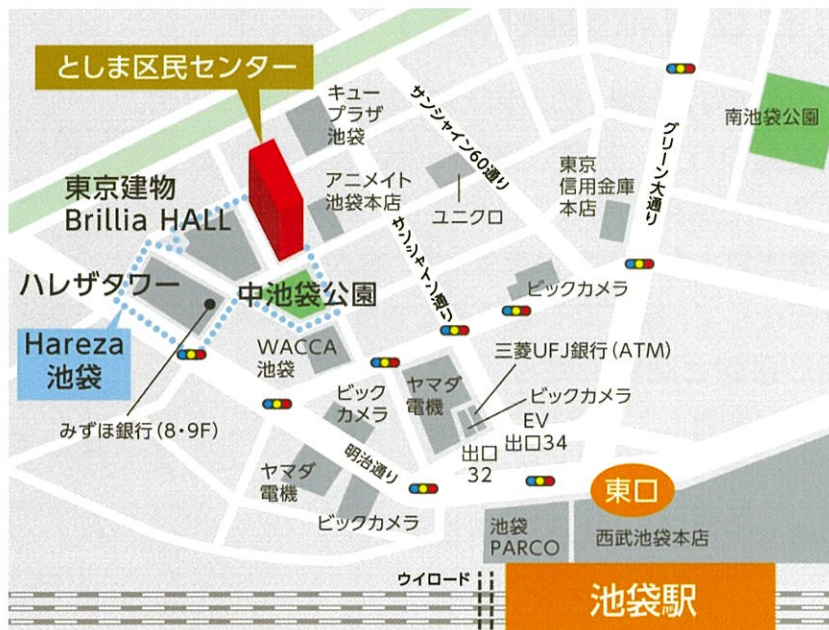 としま区民センター
キュー
プラザ
池袋
サンシャイン60通り
グリーン大通り
南池袋公園
東京建物
Brillia HALL
アニメイト
池袋本店
ユニクロ
東京
信用金庫
本店
サンシャイン通り
ハレザタワー
中池袋公園
ビックカメラ
Hareza
池袋
WACCA
池袋
三菱UFJ銀行(ATM)
ビック
カメラ
ヤマダ
電機
ビックカメラ
EV
出口34
出口
32
みずほ銀行(8・9F)
明治通り
ヤマダ
電機
ビックカメラ
東口
池袋
PARCO
西武池袋本店
ウイロード
池袋駅